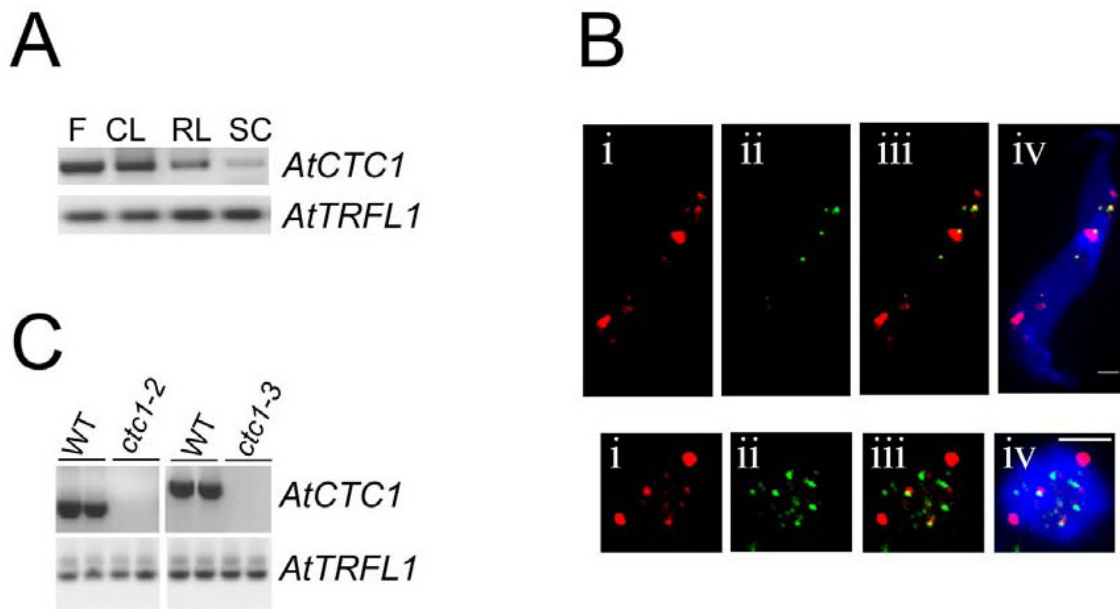 A
F CL RL SC
AtCTC1
AtTRFL1
B
i ii iii iv
i ii iii iv
C
WT ctc1-2 WT ctc1-3
AtCTC1
AtTRFL1